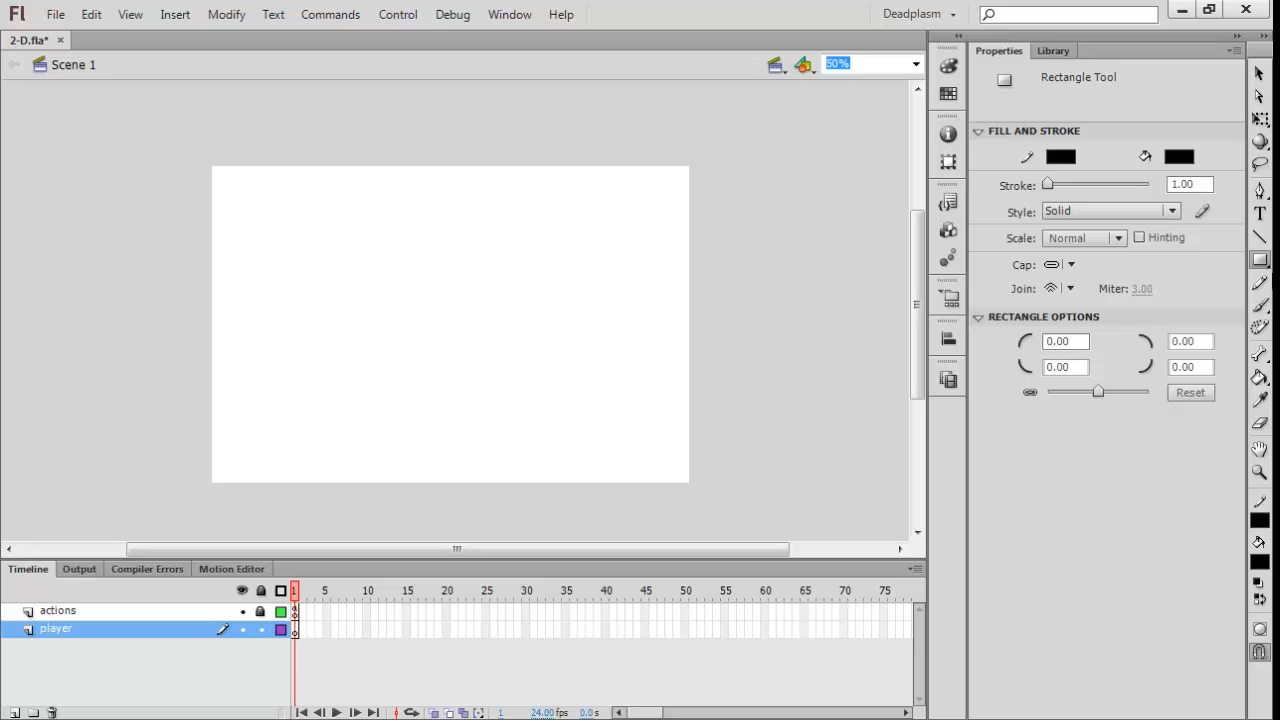 Fl File Edit View Insert Modify Text Commands Control Debug Window Help Deadplasm
2-D.fla* ×
Scene 1 50%
Properties Library
Rectangle Tool
FILL AND STROKE
Stroke: 1.00
Style: Solid
Scale: Normal Hinting
Cap:
Join: Miter: 3.00
RECTANGLE OPTIONS
0.00 0.00
0.00 0.00
Reset
Timeline Output Compiler Errors Motion Editor
1 5 10 15 20 25 30 35 40 45 50 55 60 65 70 75
actions
player
1 24.00 fps 0.0 s